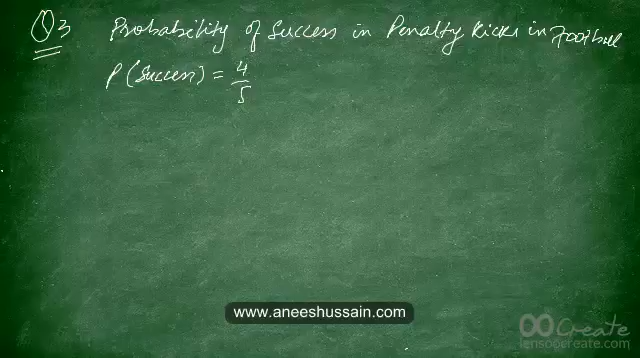 Q3 Probability of Success in Penalty Kicks in Football
P (Success) = 4/5
www.aneeshussain.com
Create
lensoocreate.com